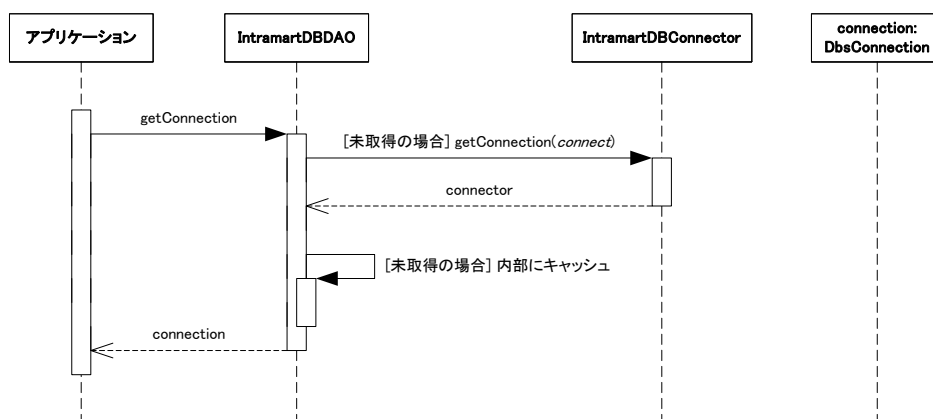 アプリケーション
IntramartDBDAO
IntramartDBConnector
connection:
DbsConnection
getConnection
[未取得の場合] getConnection(connect)
connector
[未取得の場合] 内部にキャッシュ
connection